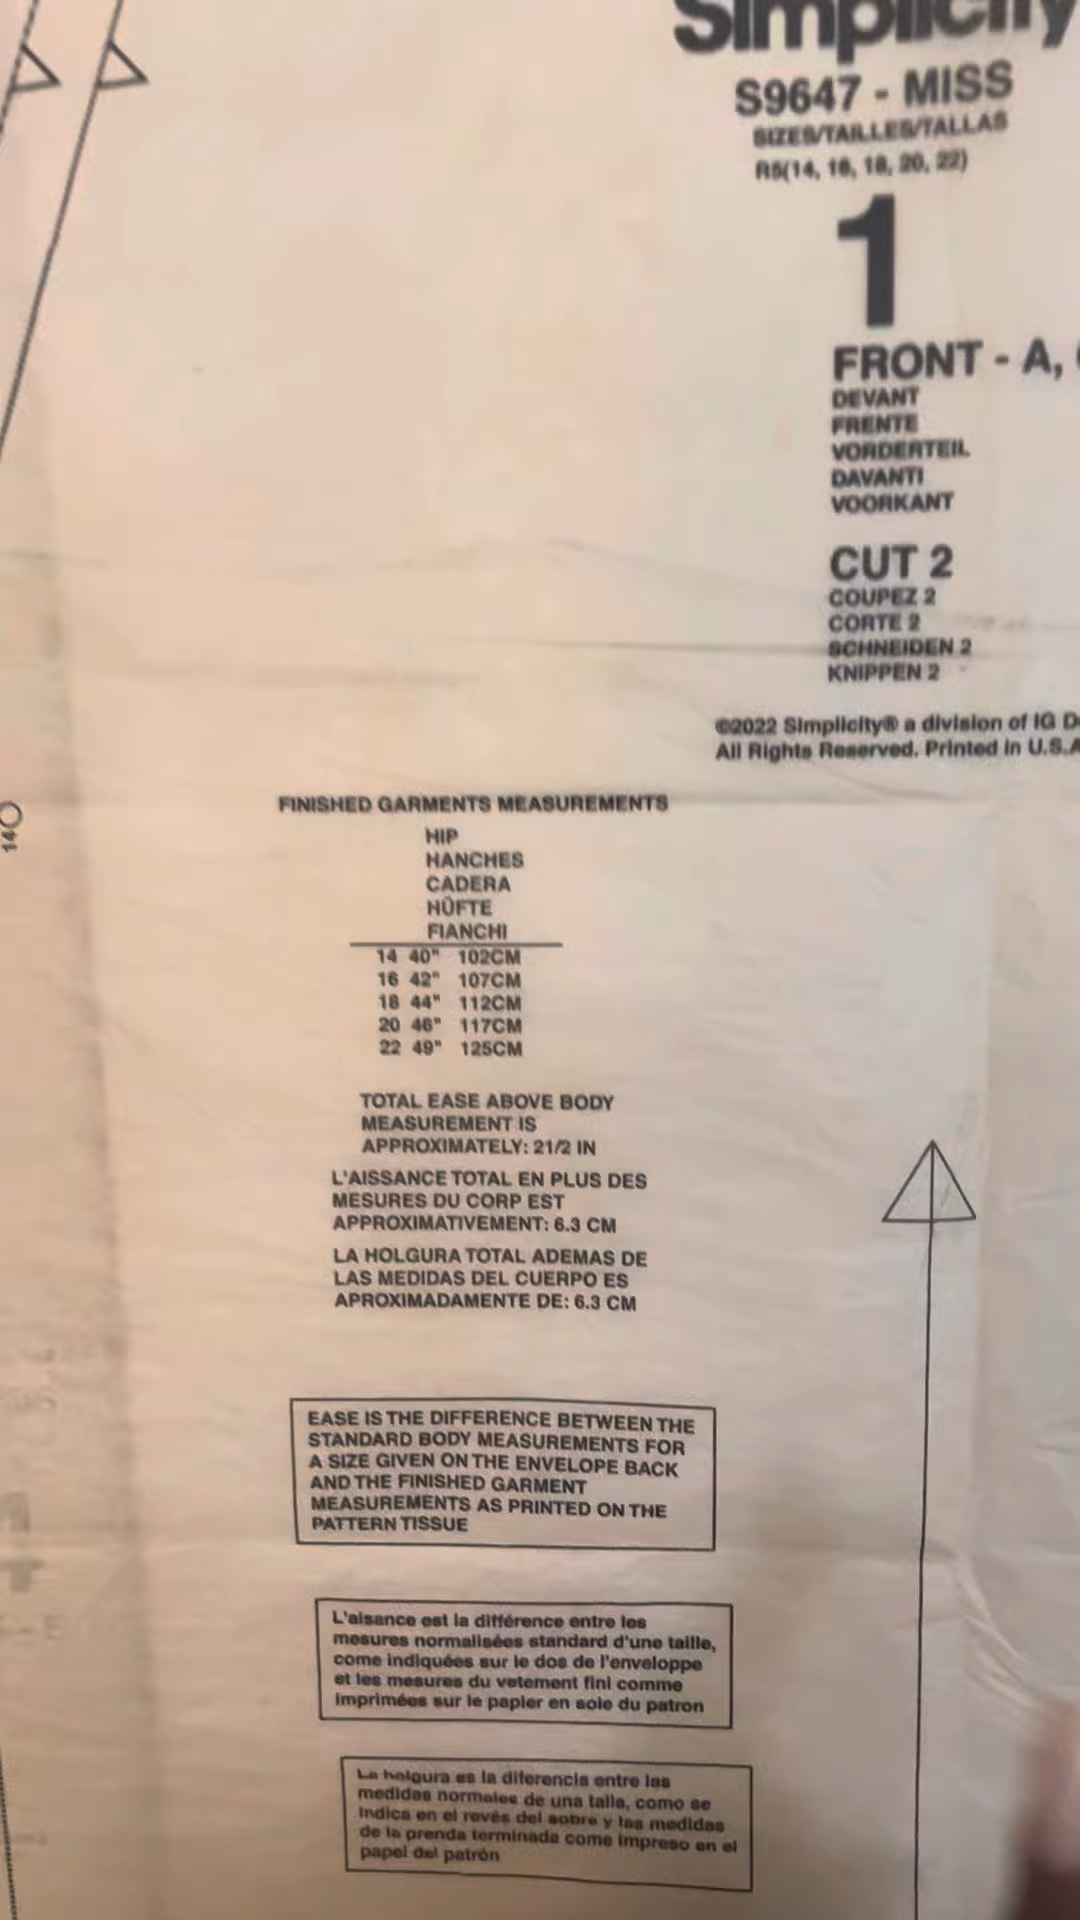 Simplicity
S9647 - MISS
SIZES/TAILLES/TALLAS
R5(14, 16, 18, 20, 22)
1
FRONT - A,
DEVANT
FRENTE
VORDERTEIL
DAVANTI
VOORKANT
CUT 2
COUPEZ 2
CORTE 2
SCHNEIDEN 2
KNIPPEN 2
©2022 Simplicity® a division of IG
All Rights Reserved. Printed in U.S.A
14
FINISHED GARMENTS MEASUREMENTS
HIP
HANCHES
CADERA
HÜFTE
FIANCHI
14 40" 102CM
16 42" 107CM
18 44" 112CM
20 46" 117CM
22 49" 125CM
TOTAL EASE ABOVE BODY
MEASUREMENT IS
APPROXIMATELY: 21/2 IN
L'AISSANCE TOTAL EN PLUS DES
MESURES DU CORP EST
APPROXIMATIVEMENT: 6.3 CM
LA HOLGURA TOTAL ADEMAS DE
LAS MEDIDAS DEL CUERPO ES
APROXIMADAMENTE DE: 6.3 CM
EASE IS THE DIFFERENCE BETWEEN THE
STANDARD BODY MEASUREMENTS FOR
A SIZE GIVEN ON THE ENVELOPE BACK
AND THE FINISHED GARMENT
MEASUREMENTS AS PRINTED ON THE
PATTERN TISSUE
L'aisance est la différence entre les
mesures normalisées standard d'une taille,
come indiquées sur le dos de l'enveloppe
et les mesures du vetement fini comme
imprimées sur le papier en soie du patron
La holgura es la diferencia entre las
medidas normales de una talla, como se
indica en el revés del sobre y las medidas
de la prenda terminada come impreso en el
papel del patrón